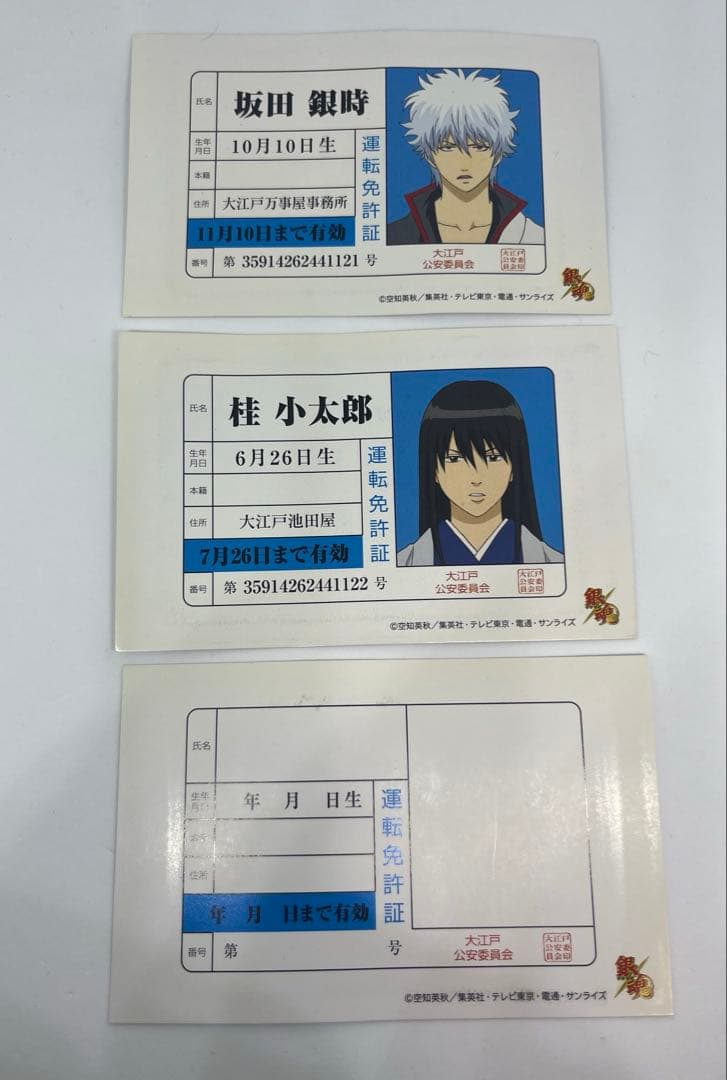 氏名 坂田 銀時
生年月日 10月10日生
本籍
住所 大江戸万事屋事務所
11月10日まで有効
番号 第 35914262441121 号
運転免許証
大江戸
公安委員会
大江戸
公安委
員会印
銀魂
©空知英秋／集英社・テレビ東京・電通・サンライズ
氏名 桂 小太郎
生年月日 6月26日生
本籍
住所 大江戸池田屋
7月26日まで有効
番号 第 35914262441122 号
運転免許証
大江戸
公安委員会
大江戸
公安委
員会印
銀魂
©空知英秋／集英社・テレビ東京・電通・サンライズ
氏名
生年月日 年 月 日生
住所
年 月 日まで有効
番号 第 号
運転免許証
大江戸
公安委員会
大江戸
公安委
員会印
銀魂
©空知英秋／集英社・テレビ東京・電通・サンライズ